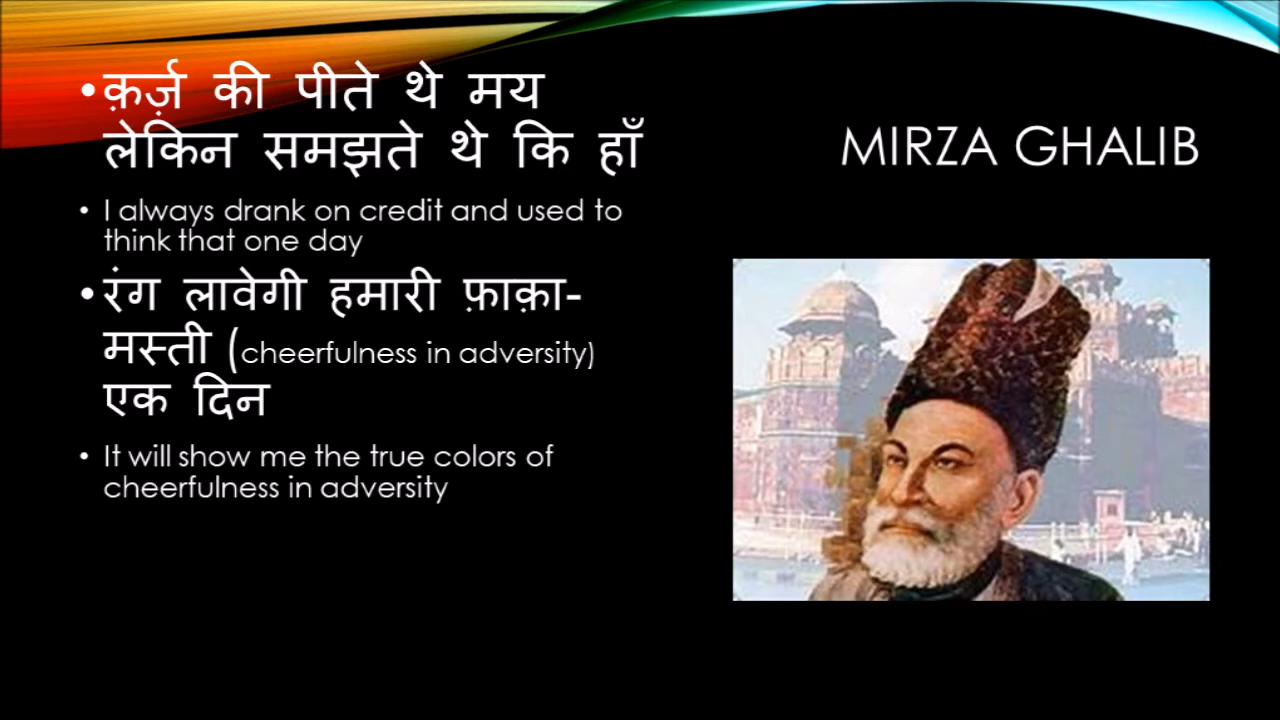 •क़र्ज़ की पीते थे मय
लेकिन समझते थे कि हाँ
• I always drank on credit and used to
think that one day
•रंग लावेगी हमारी फ़ाक़ा-
मस्ती (cheerfulness in adversity)
एक दिन
• It will show me the true colors of
cheerfulness in adversity
MIRZA GHALIB